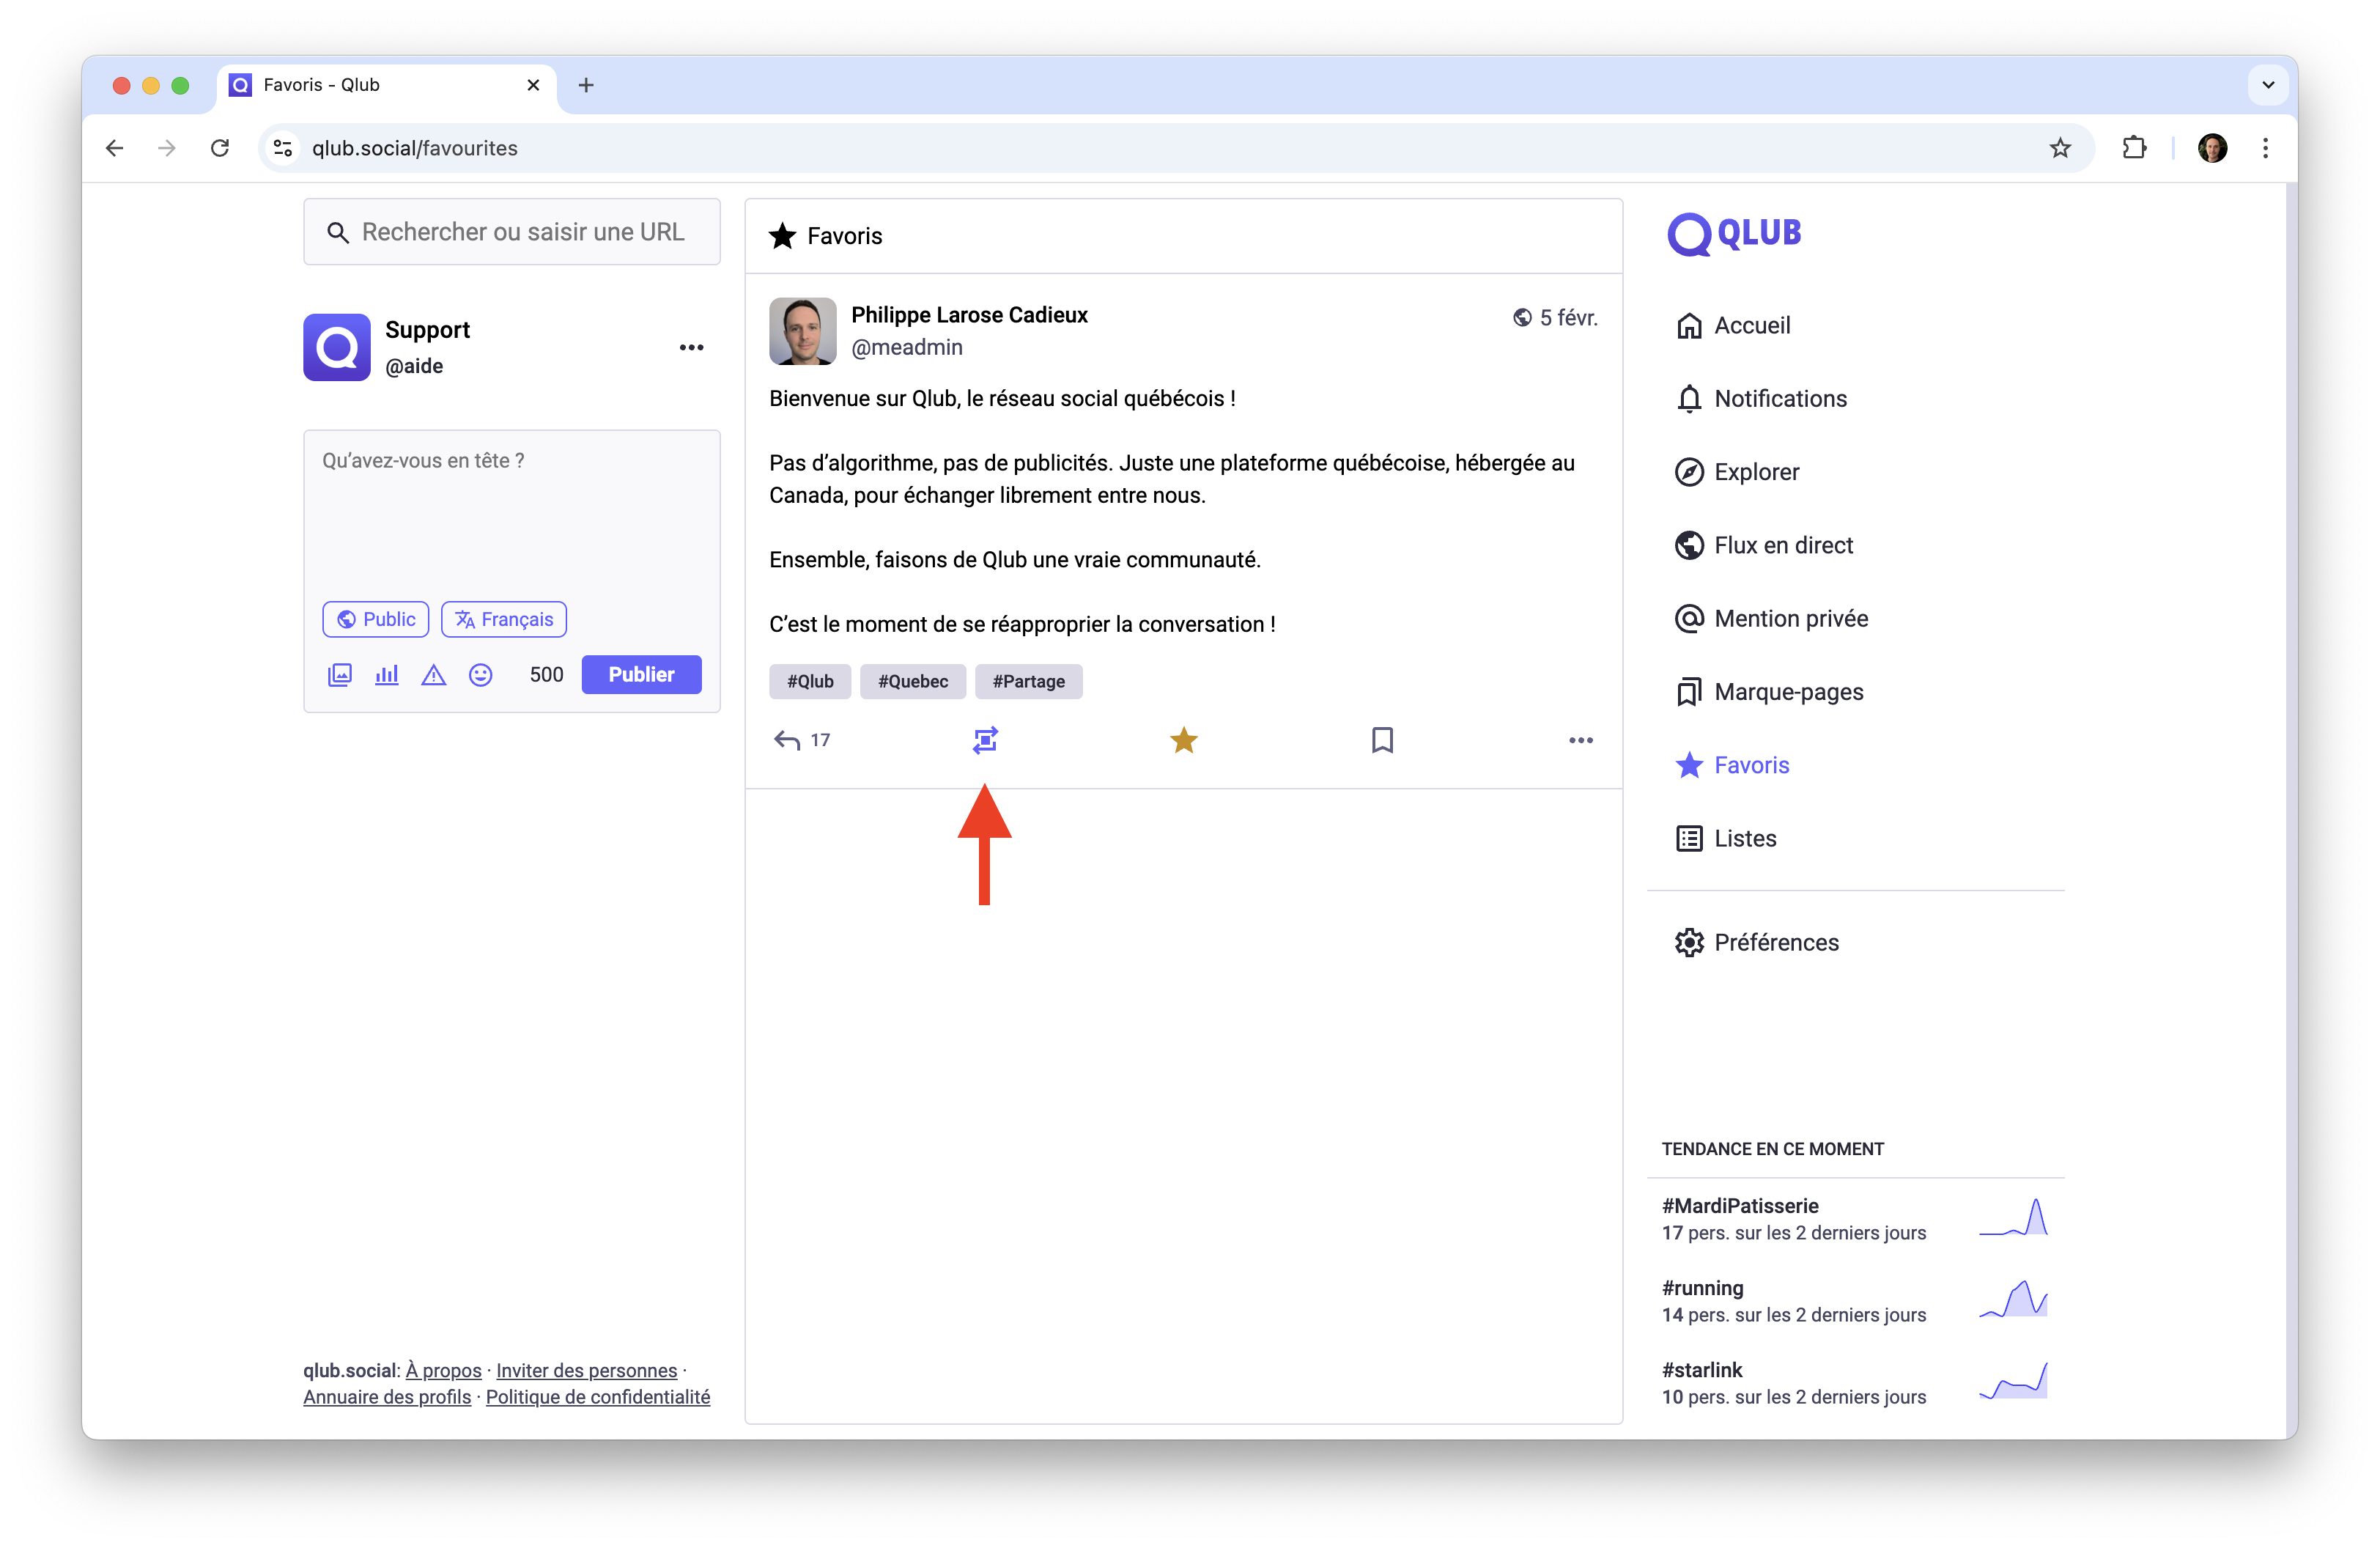 Favoris - Qlub
qlub.social/favourites
Rechercher ou saisir une URL
Support
@aide
Qu’avez-vous en tête ?
Public
Français
500
Publier
qlub.social: À propos · Inviter des personnes ·
Annuaire des profils · Politique de confidentialité
Favoris
Philippe Larose Cadieux
5 févr.
@meadmin
Bienvenue sur Qlub, le réseau social québécois !
Pas d’algorithme, pas de publicités. Juste une plateforme québécoise, hébergée au
Canada, pour échanger librement entre nous.
Ensemble, faisons de Qlub une vraie communauté.
C’est le moment de se réapproprier la conversation !
#Qlub
#Quebec
#Partage
17
QLUB
Accueil
Notifications
Explorer
Flux en direct
Mention privée
Marque-pages
Favoris
Listes
Préférences
TENDANCE EN CE MOMENT
#MardiPatisserie
17 pers. sur les 2 derniers jours
#running
14 pers. sur les 2 derniers jours
#starlink
10 pers. sur les 2 derniers jours